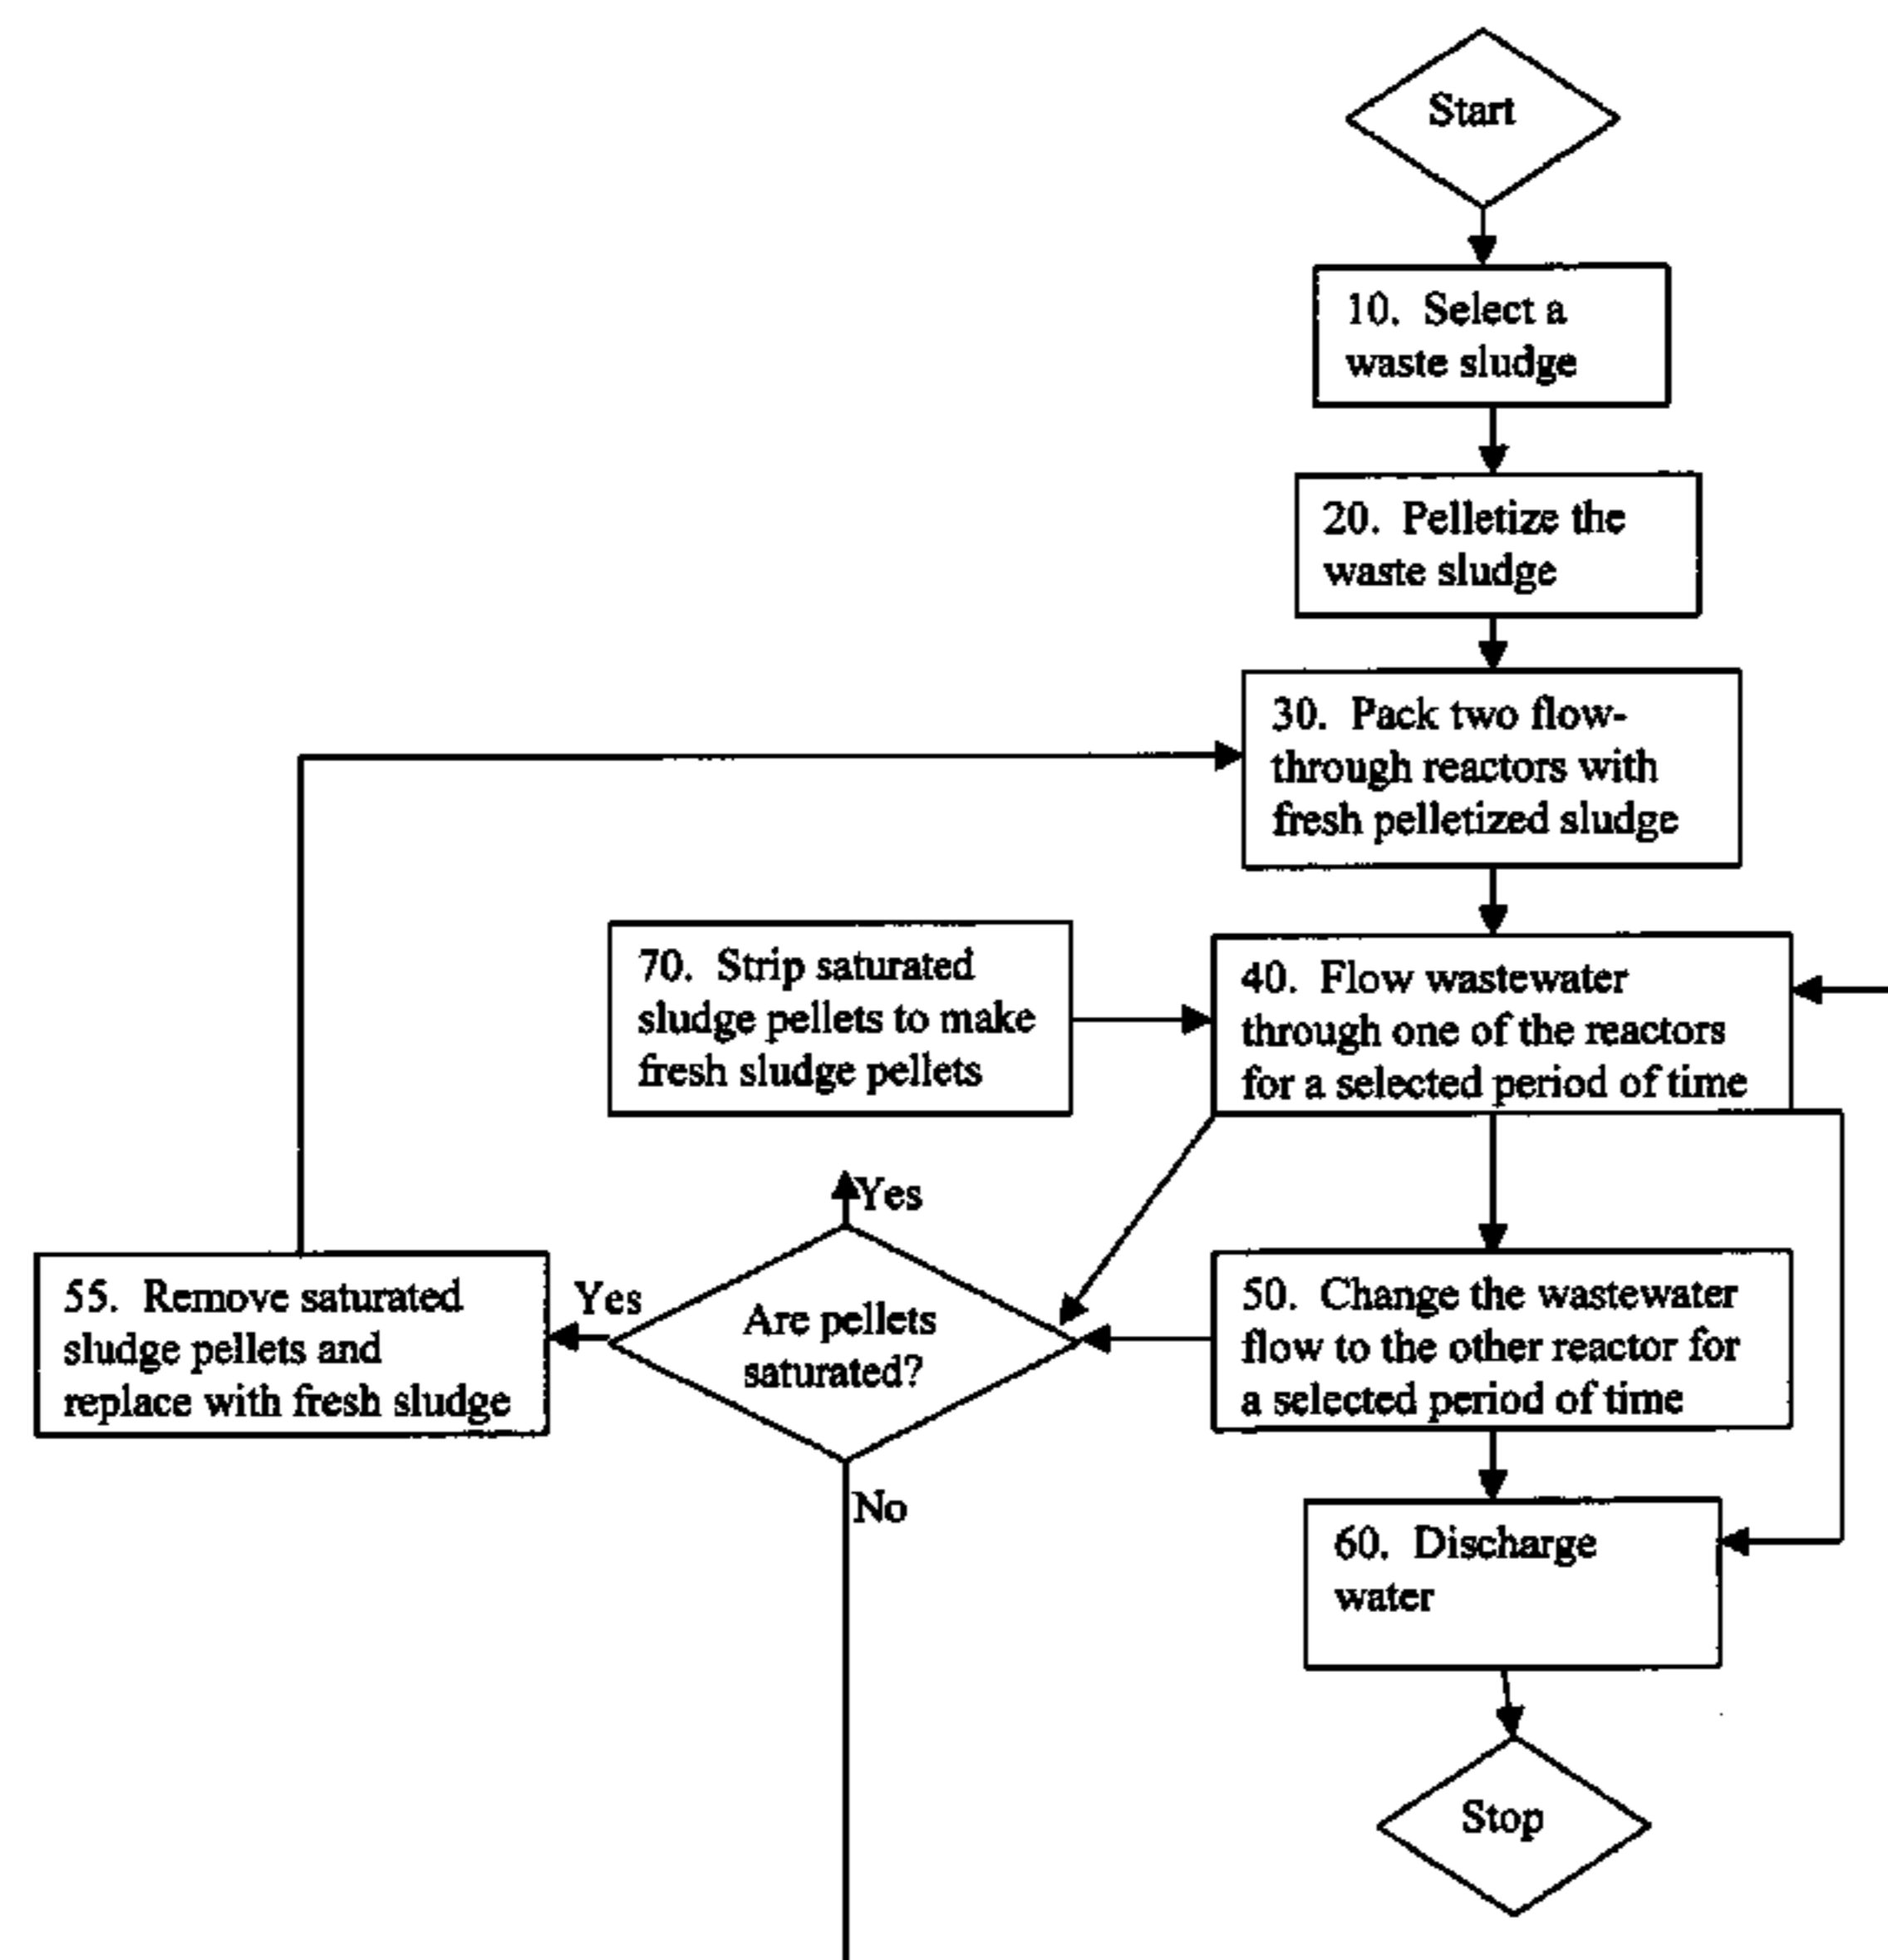 Start
10. Select a
waste sludge
20. Pelletize the
waste sludge
30. Pack two flow-
through reactors with
fresh pelletized sludge
70. Strip saturated
sludge pellets to make
fresh sludge pellets
40. Flow wastewater
through one of the reactors
for a selected period of time
Yes
55. Remove saturated
sludge pellets and
replace with fresh sludge
Yes
Are pellets
saturated?
50. Change the wastewater
flow to the other reactor for
a selected period of time
No
60. Discharge
water
Stop